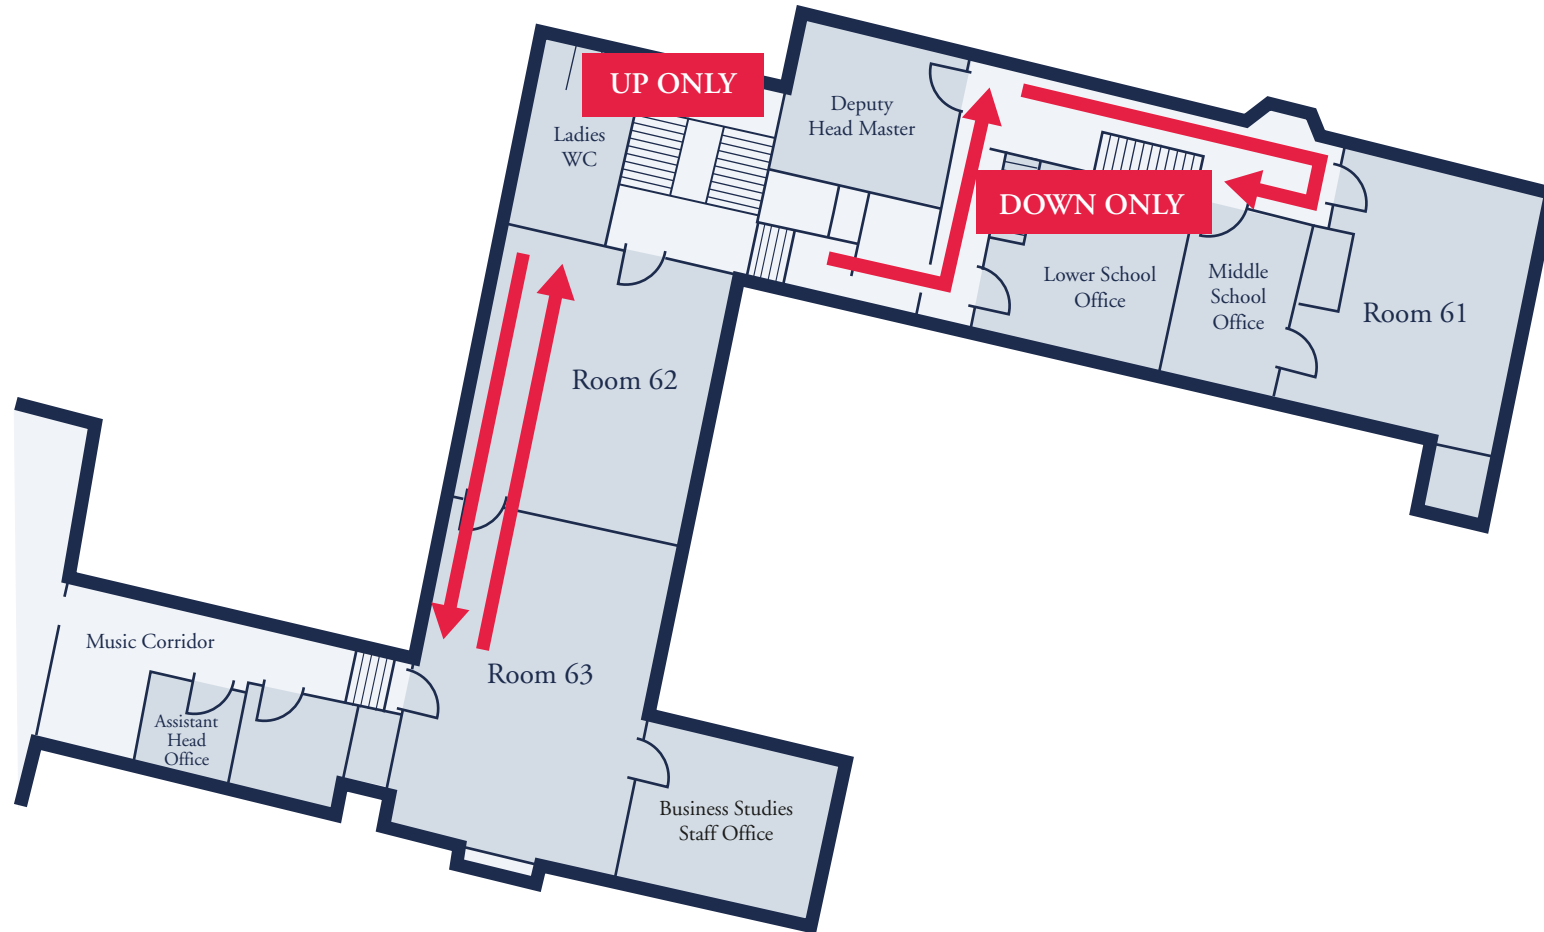 UP ONLY
Deputy
Head Master
Ladies
WC
DOWN ONLY
Lower School
Office
Middle
School
Office
Room 61
Room 62
Music Corridor
Room 63
Assistant
Head
Office
Business Studies
Staff Office